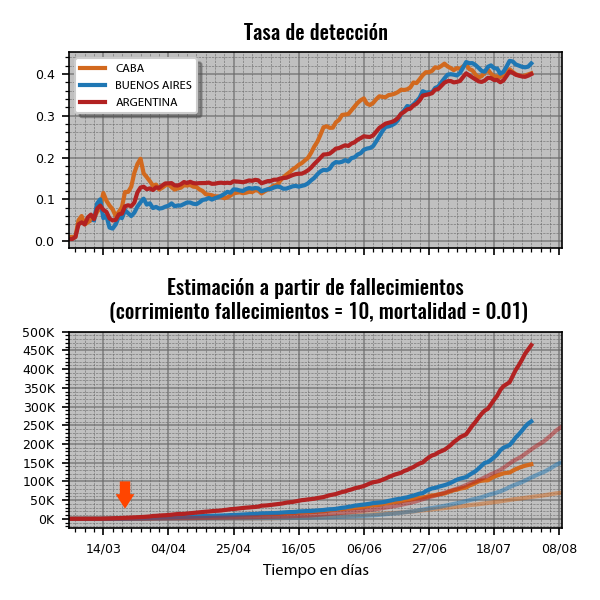 Tasa de detección
CABA
BUENOS AIRES
ARGENTINA
0.4
0.3
0.2
0.1
0.0
Estimación a partir de fallecimientos
(corrimiento fallecimientos = 10, mortalidad = 0.01)
500K
450K
400K
350K
300K
250K
200K
150K
100K
50K
0K
14/03 04/04 25/04 16/05 06/06 27/06 18/07 08/08
Tiempo en días